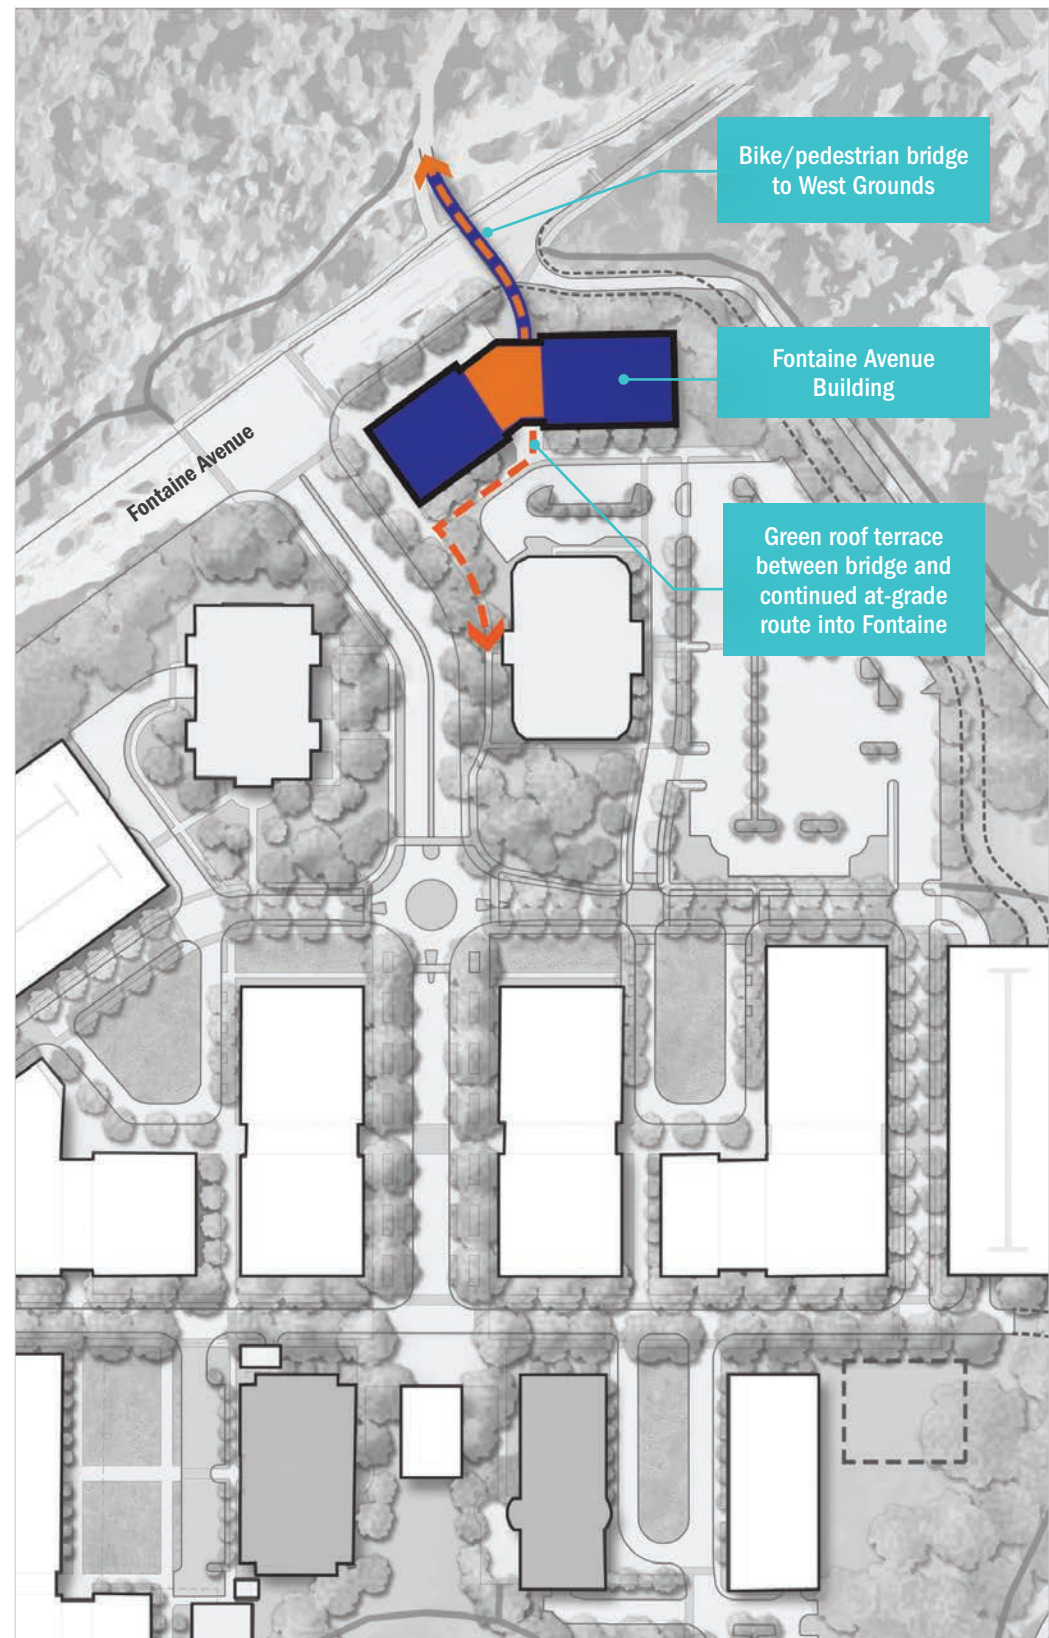 Bike/pedestrian bridge
to West Grounds
Fontaine Avenue
Building
Fontaine Avenue
Green roof terrace
between bridge and
continued at-grade
route into Fontaine